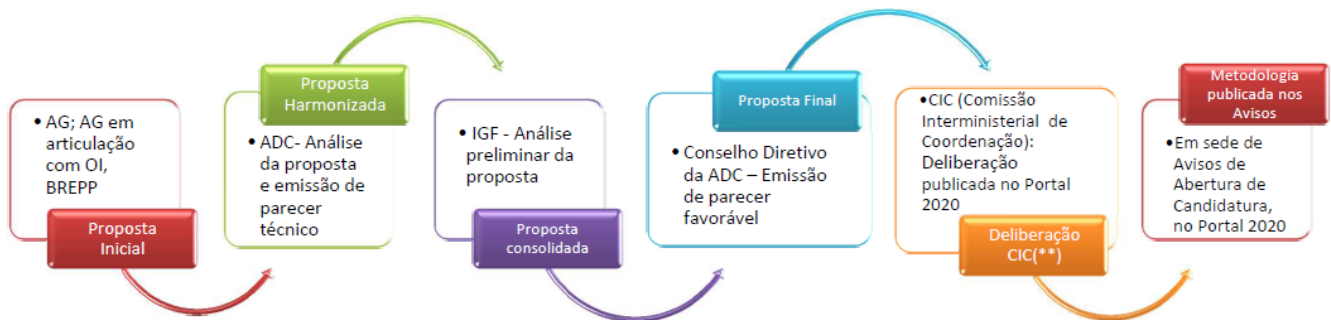 • AG; AG em
articulação
com OI,
BREPP
Proposta
Inicial
Proposta
Harmonizada
• ADC- Análise
da proposta
e emissão de
parecer
técnico
• IGF - Análise
preliminar da
proposta
Proposta
consolidada
Proposta Final
• Conselho Diretivo
da ADC – Emissão
de parecer
favorável
•CIC (Comissão
Interministerial de
Coordenação):
Deliberação
publicada no Portal
2020
Deliberação
CIC(**)
Metodologia
publicada nos
Avisos
•Em sede de
Avisos de
Abertura de
Candidatura,
no Portal 2020